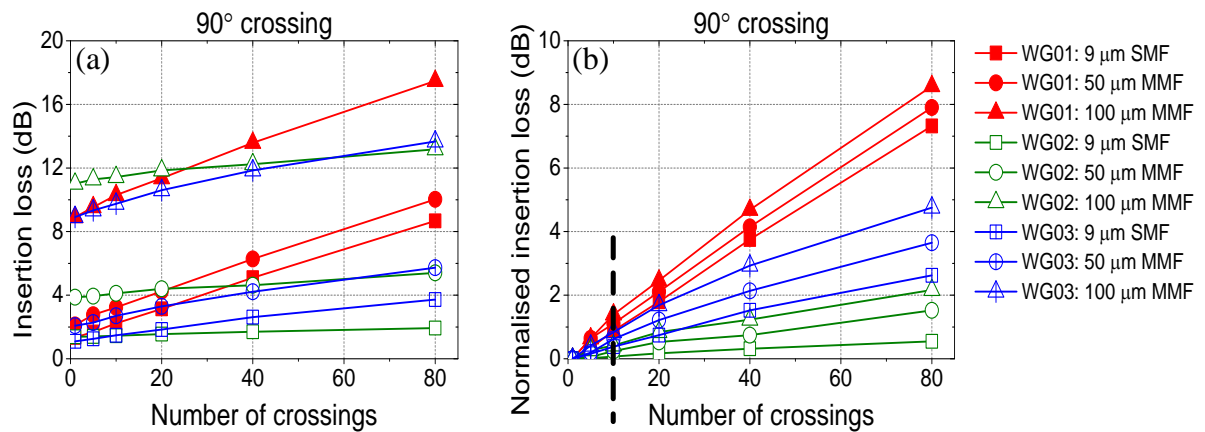 90° crossing
(a)
Insertion loss (dB)
20
16
12
8
4
0
0
20
40
60
80
Number of crossings
90° crossing
(b)
Normalised insertion loss (dB)
10
8
6
4
2
0
0
20
40
60
80
Number of crossings
WG01: 9 μm SMF
WG01: 50 μm MMF
WG01: 100 μm MMF
WG02: 9 μm SMF
WG02: 50 μm MMF
WG02: 100 μm MMF
WG03: 9 μm SMF
WG03: 50 μm MMF
WG03: 100 μm MMF